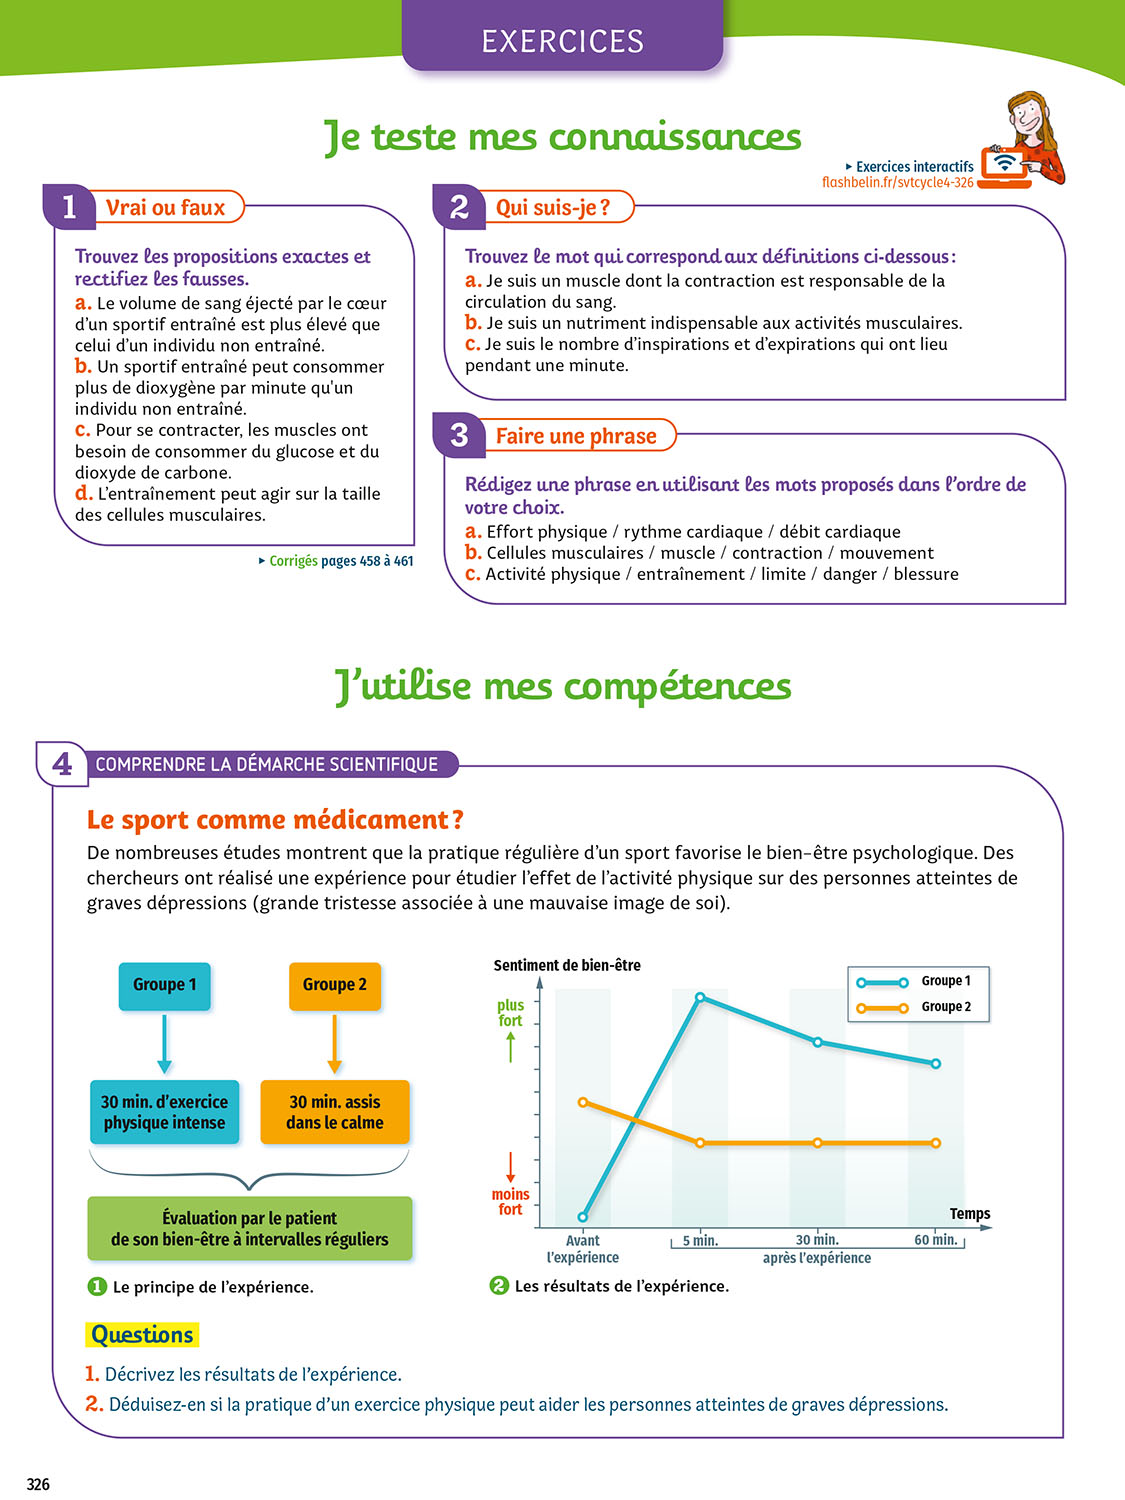 EXERCICES
Je teste mes connaissances
▸ Exercices interactifs
flashbelin.fr/svtcycle4-326
1 Vrai ou faux
Trouvez les propositions exactes et
rectifiez les fausses.
a. Le volume de sang éjecté par le cœur
d'un sportif entraîné est plus élevé que
celui d'un individu non entraîné.
b. Un sportif entraîné peut consommer
plus de dioxygène par minute qu'un
individu non entraîné.
c. Pour se contracter, les muscles ont
besoin de consommer du glucose et du
dioxyde de carbone.
d. L'entraînement peut agir sur la taille
des cellules musculaires.
▸ Corrigés pages 458 à 461
2 Qui suis-je ?
Trouvez le mot qui correspond aux définitions ci-dessous :
a. Je suis un muscle dont la contraction est responsable de la
circulation du sang.
b. Je suis un nutriment indispensable aux activités musculaires.
c. Je suis le nombre d'inspirations et d'expirations qui ont lieu
pendant une minute.
3 Faire une phrase
Rédigez une phrase en utilisant les mots proposés dans l'ordre de
votre choix.
a. Effort physique / rythme cardiaque / débit cardiaque
b. Cellules musculaires / muscle / contraction / mouvement
c. Activité physique / entraînement / limite / danger / blessure
J'utilise mes compétences
4 COMPRENDRE LA DÉMARCHE SCIENTIFIQUE
Le sport comme médicament ?
De nombreuses études montrent que la pratique régulière d'un sport favorise le bien-être psychologique. Des
chercheurs ont réalisé une expérience pour étudier l'effet de l'activité physique sur des personnes atteintes de
graves dépressions (grande tristesse associée à une mauvaise image de soi).
Groupe 1
Groupe 2
30 min. d'exercice
physique intense
30 min. assis
dans le calme
Évaluation par le patient
de son bien-être à intervalles réguliers
1 Le principe de l'expérience.
Sentiment de bien-être
plus
fort
moins
fort
Groupe 1
Groupe 2
Temps
Avant
l'expérience
5 min.
30 min.
60 min.
après l'expérience
2 Les résultats de l'expérience.
Questions
1. Décrivez les résultats de l'expérience.
2. Déduisez-en si la pratique d'un exercice physique peut aider les personnes atteintes de graves dépressions.
326